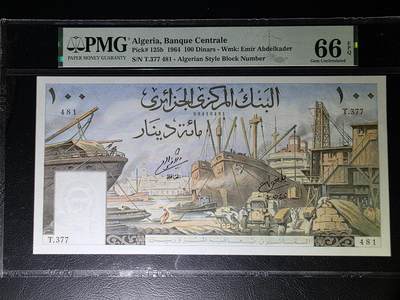 PMG
PAPER MONEY GUARANTY
Algeria, Banque Centrale
Pick# 125b 1964 100 Dinars - Wmk: Emir Abdelkader
S/N T.377 481 - Algerian Style Block Number
66 EPQ
Gem Uncirculated
١٠٠
البنك المركزي الجزائري
١٠٠
481
T.377
مائة دينار
T.377
481